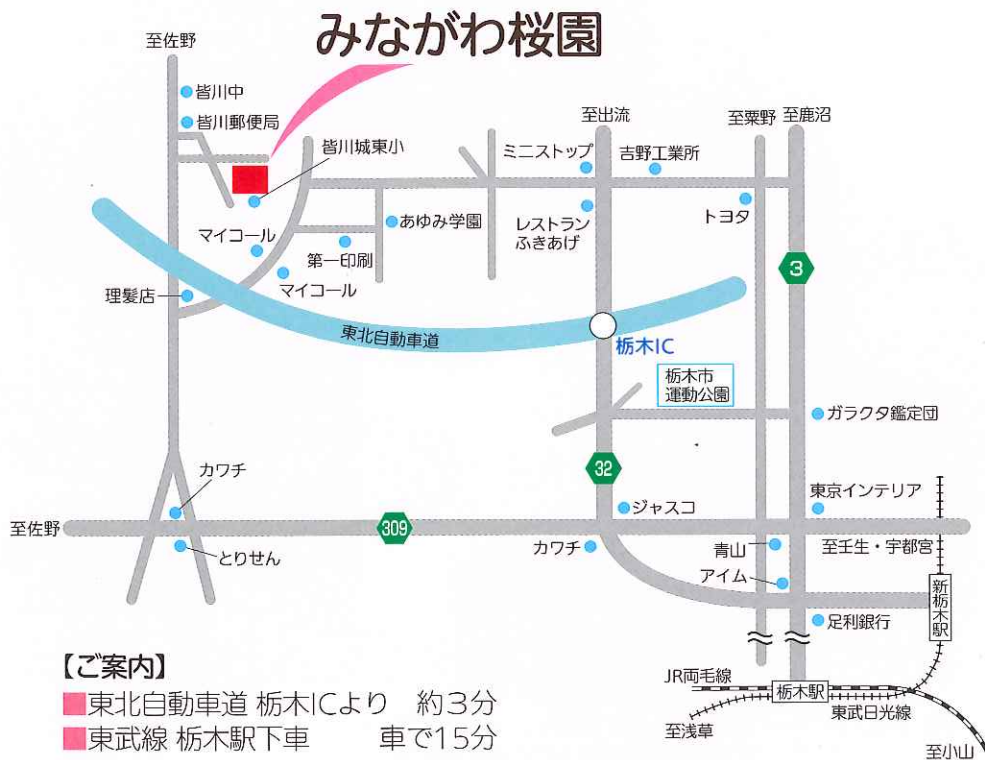 みながわ桜園
至佐野
皆川中
皆川郵便局
皆川城東小
至出流
至粟野
至鹿沼
ミニストップ
吉野工業所
あゆみ学園
レストラン
ふきあげ
トヨタ
マイコール
第一印刷
マイコール
理髪店
3
東北自動車道
栃木IC
栃木市
運動公園
ガラクタ鑑定団
カワチ
32
ジャスコ
東京インテリア
至佐野
309
とりせん
カワチ
青山
至壬生・宇都宮
アイム
新栃木駅
足利銀行
【ご案内】
東北自動車道 栃木ICより 約3分
東武線 栃木駅下車 車で15分
JR両毛線
栃木駅
東武日光線
至浅草
至小山